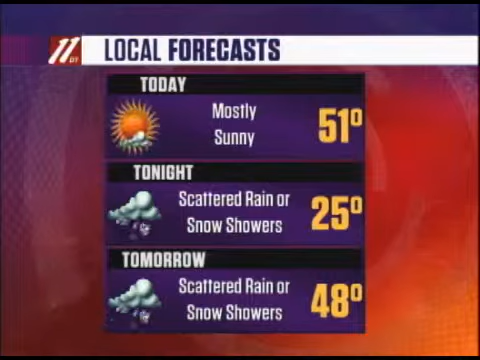 11 DT LOCAL FORECASTS
TODAY
Mostly
Sunny
51°
TONIGHT
Scattered Rain or
Snow Showers
25°
TOMORROW
Scattered Rain or
Snow Showers
48°